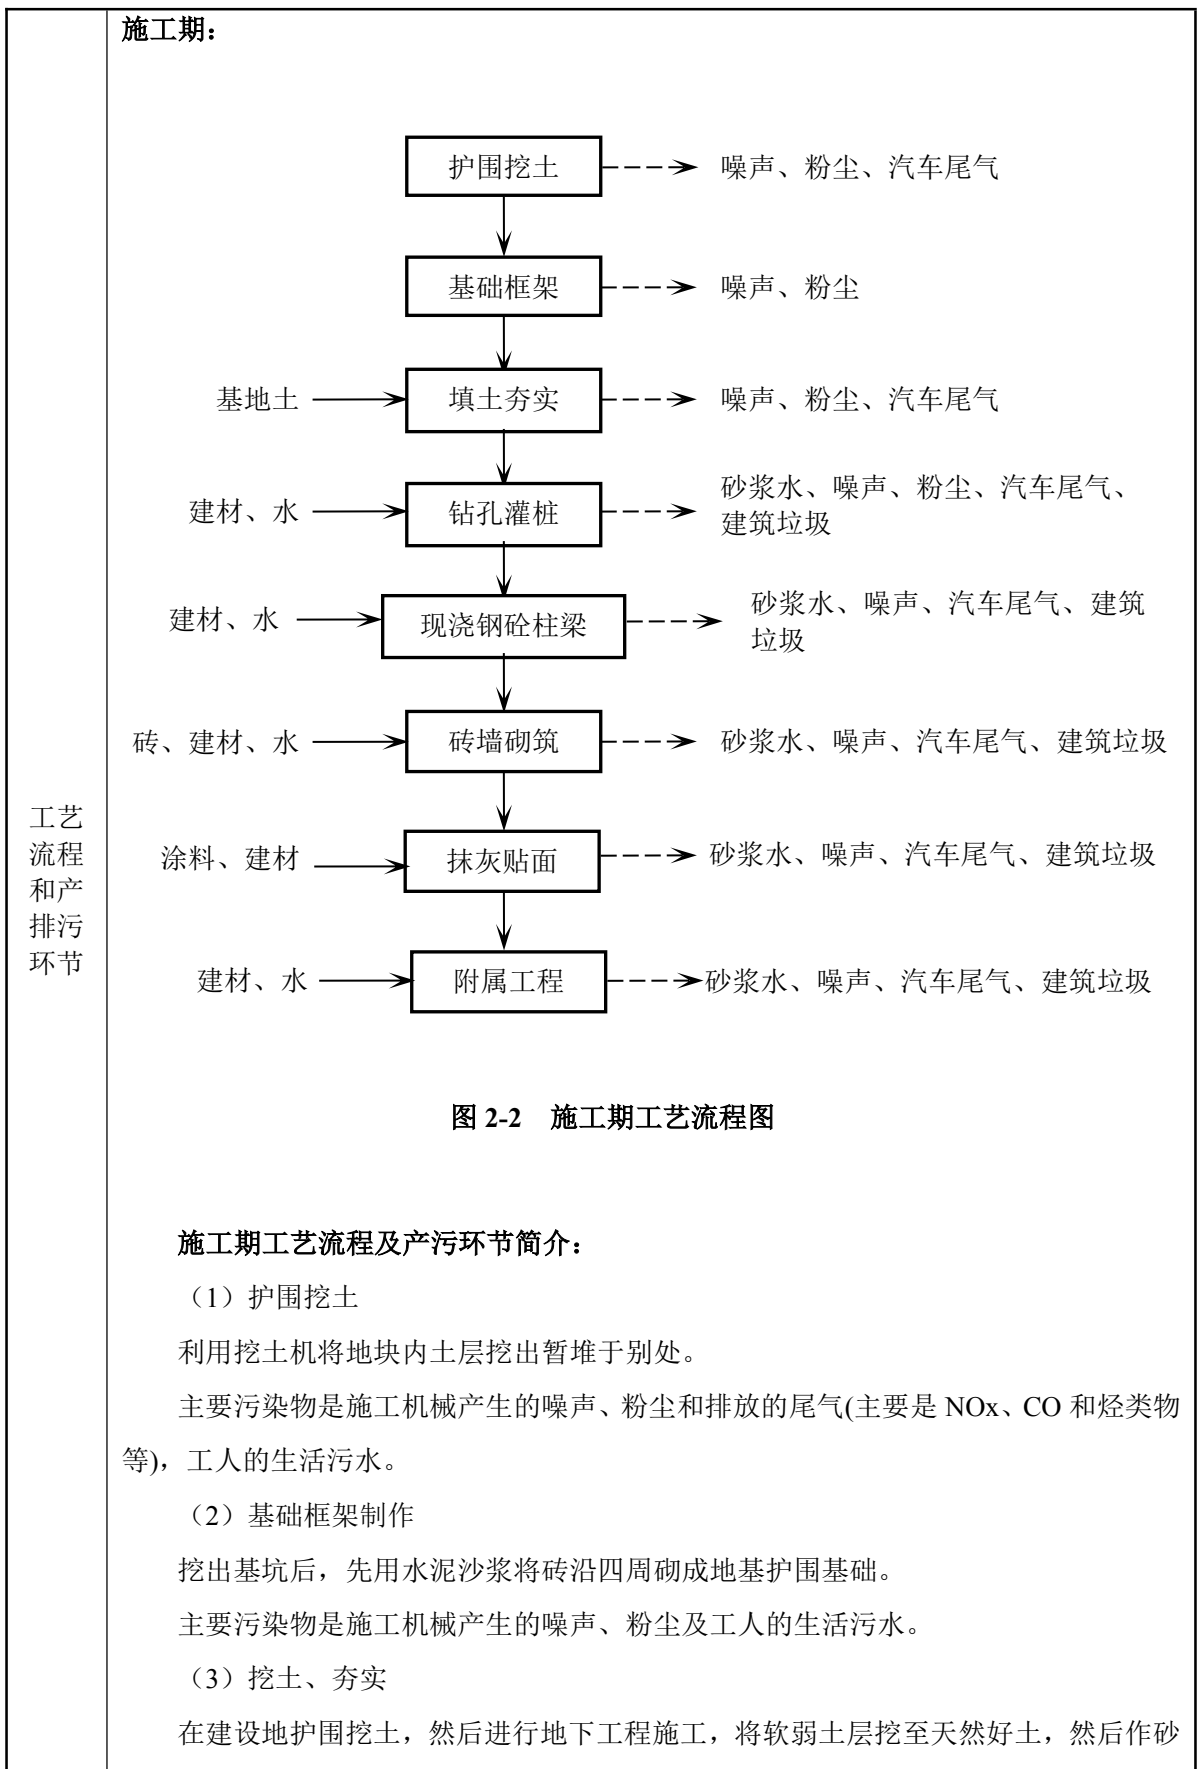 施工期：
护围挖土
噪声、粉尘、汽车尾气
基础框架
噪声、粉尘
基地土
填土夯实
噪声、粉尘、汽车尾气
建材、水
钻孔灌桩
砂浆水、噪声、粉尘、汽车尾气、
建筑垃圾
建材、水
现浇钢砼柱梁
砂浆水、噪声、汽车尾气、建筑
垃圾
砖、建材、水
砖墙砌筑
砂浆水、噪声、汽车尾气、建筑垃圾
涂料、建材
抹灰贴面
砂浆水、噪声、汽车尾气、建筑垃圾
建材、水
附属工程
砂浆水、噪声、汽车尾气、建筑垃圾
工艺
流程
和产
排污
环节
图 2-2 施工期工艺流程图
施工期工艺流程及产污环节简介：
（1）护围挖土
利用挖土机将地块内土层挖出暂堆于别处。
主要污染物是施工机械产生的噪声、粉尘和排放的尾气(主要是 NOx、CO 和烃类物
等)，工人的生活污水。
（2）基础框架制作
挖出基坑后，先用水泥沙浆将砖沿四周砌成地基护围基础。
主要污染物是施工机械产生的噪声、粉尘及工人的生活污水。
（3）挖土、夯实
在建设地护围挖土，然后进行地下工程施工，将软弱土层挖至天然好土，然后作砂